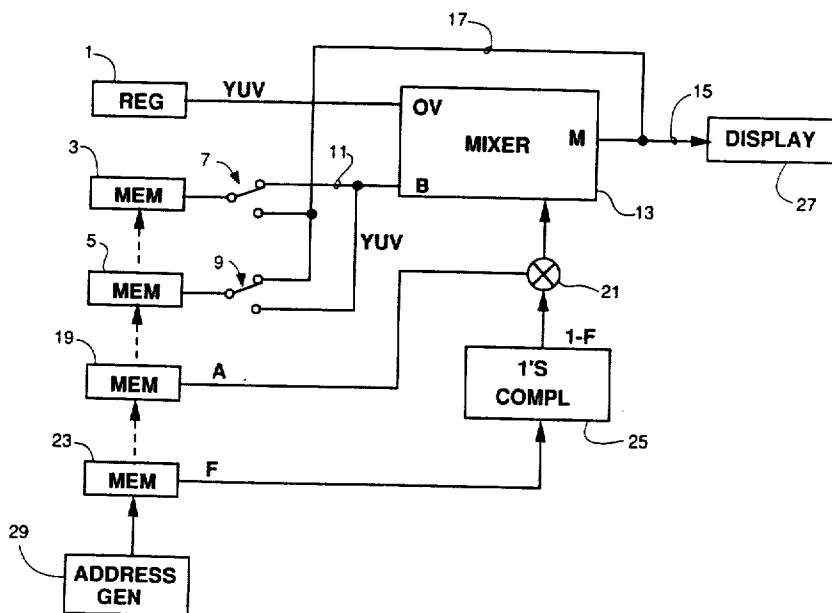 17
1
REG
YUV
OV
MIXER
M
15
DISPLAY
27
3
MEM
7
11
B
13
YUV
5
MEM
9
21
19
MEM
A
1-F
1'S
COMPL
25
23
MEM
F
29
ADDRESS
GEN